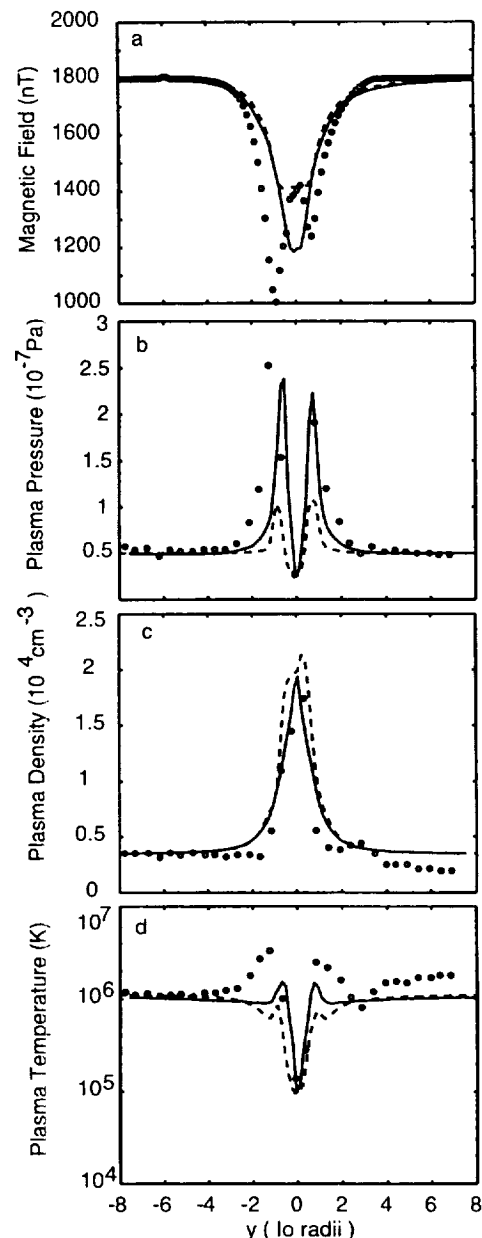 2000
a
1800
1600
1400
1200
1000
Magnetic Field (nT)
3
b
2.5
2
1.5
1
0.5
Plasma Pressure (10⁻⁷Pa)
2.5
c
2
1.5
1
0.5
0
Plasma Density (10⁴cm⁻³)
10⁷
d
10⁶
10⁵
10⁴
Plasma Temperature (K)
-8 -6 -4 -2 0 2 4 6 8
y ( Io radii)